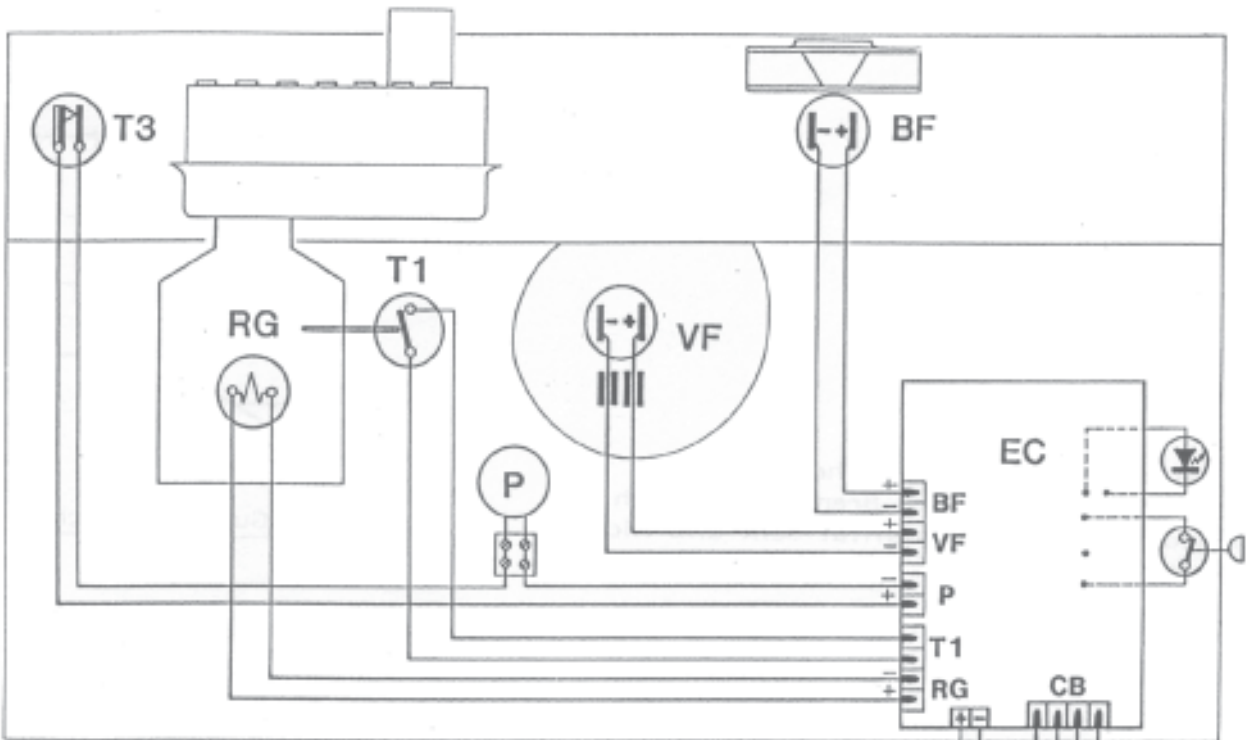 T3
BF
T1
RG
- +
VF
- +
P
EC
+
-
BF
+
-
VF
-
+
P
T1
-
+
RG
CB
+ -